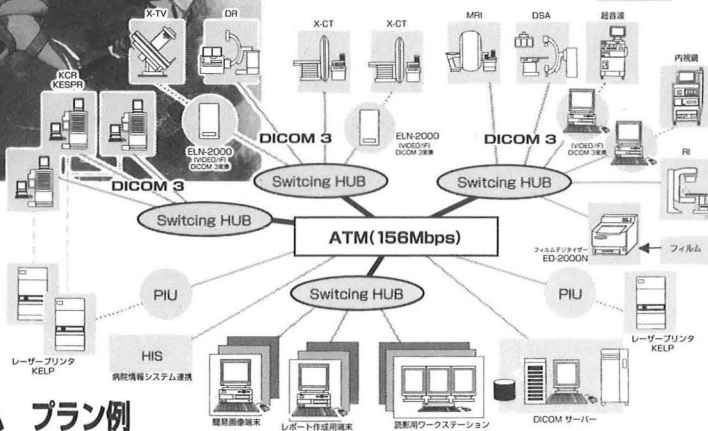 X-TV
DR
X-CT
X-CT
MRI
DSA
超音波
内視鏡
KCR
KESPR
ELN-2000
(VIDEO/IF)
DICOM 3変換
DICOM 3
ELN-2000
(VIDEO/IF)
DICOM 3変換
DICOM 3
(VIDEO/IF)
DICOM 3変換
RI
DICOM 3
Switcing HUB
Switcing HUB
Switcing HUB
ATM(156Mbps)
フィルムデジタイザー
ED-2000N
フィルム
PIU
Switcing HUB
PIU
レーザープリンタ
KELP
HIS
病院情報システム連携
レーザープリンタ
KELP
簡易画像端末
レポート作成用端末
読影用ワークステーション
DICOM サーバー
プラン例